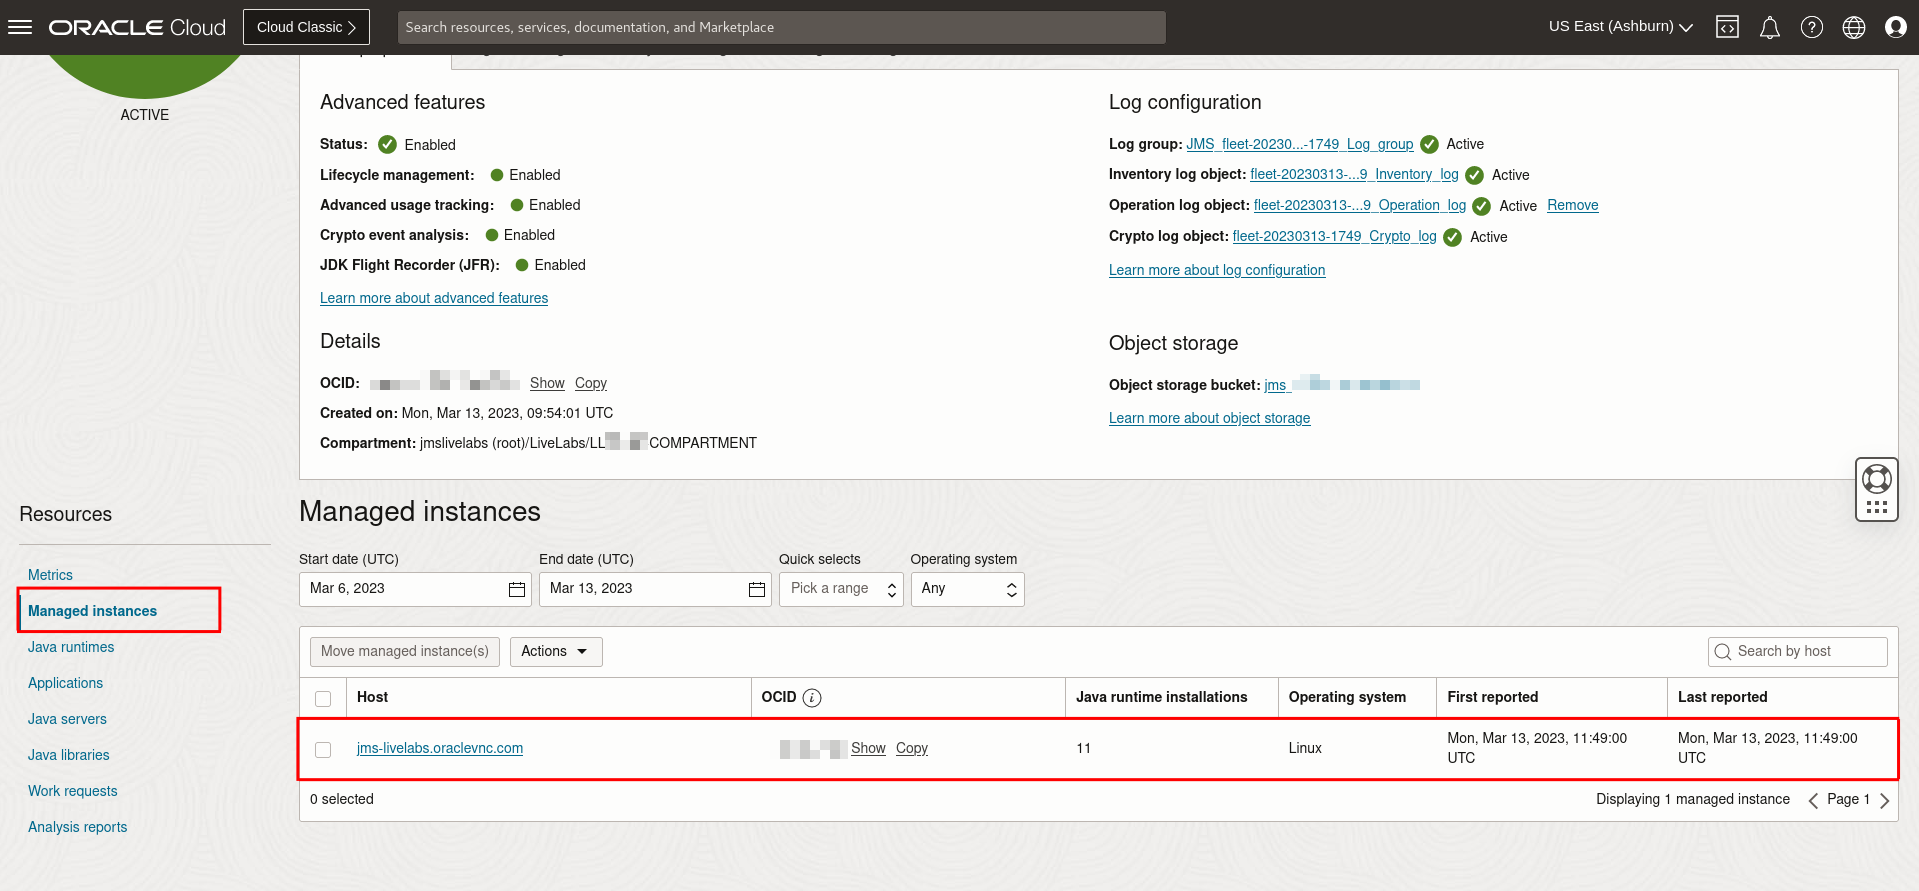 ORACLE Cloud
Cloud Classic
Search resources, services, documentation, and Marketplace
US East (Ashburn)
ACTIVE
Advanced features
Status: Enabled
Lifecycle management: Enabled
Advanced usage tracking: Enabled
Crypto event analysis: Enabled
JDK Flight Recorder (JFR): Enabled
Learn more about advanced features
Log configuration
Log group: JMS_fleet-20230...-1749_Log_group Active
Inventory log object: fleet-20230313-...9_Inventory_log Active
Operation log object: fleet-20230313-...9_Operation_log Active Remove
Crypto log object: fleet-20230313-1749_Crypto_log Active
Learn more about log configuration
Details
OCID: Show Copy
Created on: Mon, Mar 13, 2023, 09:54:01 UTC
Compartment: jmslivelabs (root)/LiveLabs/LL COMPARTMENT
Object storage
Object storage bucket: jms_
Learn more about object storage
Resources
Metrics
Managed instances
Java runtimes
Applications
Java servers
Java libraries
Work requests
Analysis reports
Managed instances
Start date (UTC) End date (UTC) Quick selects Operating system
Mar 6, 2023 Mar 13, 2023 Pick a range Any
Move managed instance(s) Actions Search by host
Host OCID i Java runtime installations Operating system First reported Last reported
jms-livelabs.oraclevnc.com Show Copy 11 Linux Mon, Mar 13, 2023, 11:49:00 UTC Mon, Mar 13, 2023, 11:49:00 UTC
0 selected Displaying 1 managed instance Page 1